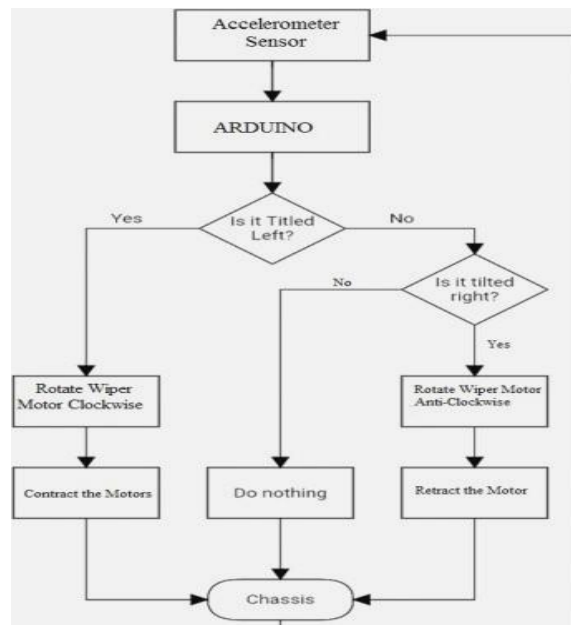 Accelerometer
Sensor
ARDUINO
Is it Titled
Left?
Yes
No
Is it tilted
right?
No
Yes
Rotate Wiper
Motor Clockwise
Rotate Wiper Motor
Anti-Clockwise
Contract the Motors
Do nothing
Retract the Motor
Chassis